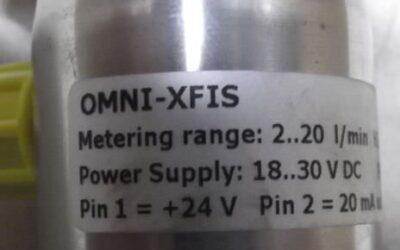 OMNI-XFIS
Metering range: 2..20 l/min
Power Supply: 18..30 V DC
Pin 1 = +24 V Pin 2 = 20 mA